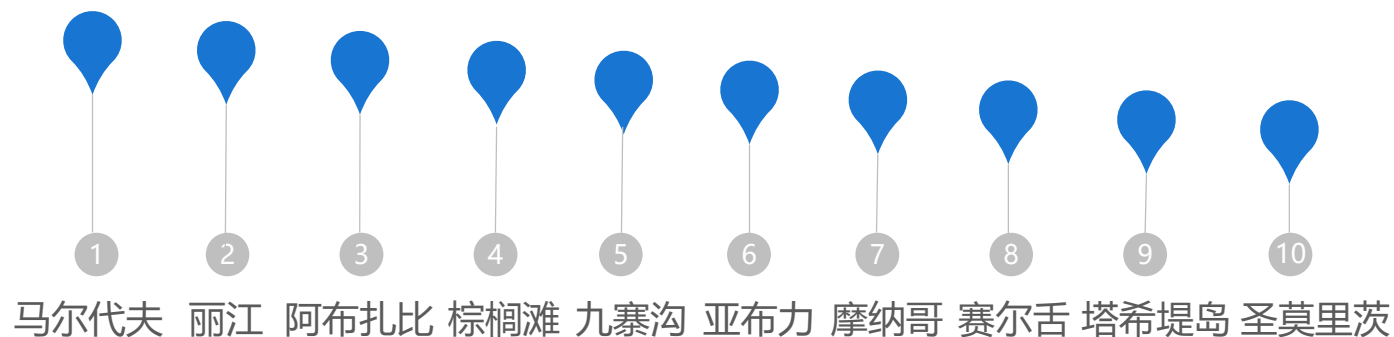 1 2 3 4 5 6 7 8 9 10
马尔代夫 丽江 阿布扎比 棕榈滩 九寨沟 亚布力 摩纳哥 赛尔舌 塔希堤岛 圣莫里茨